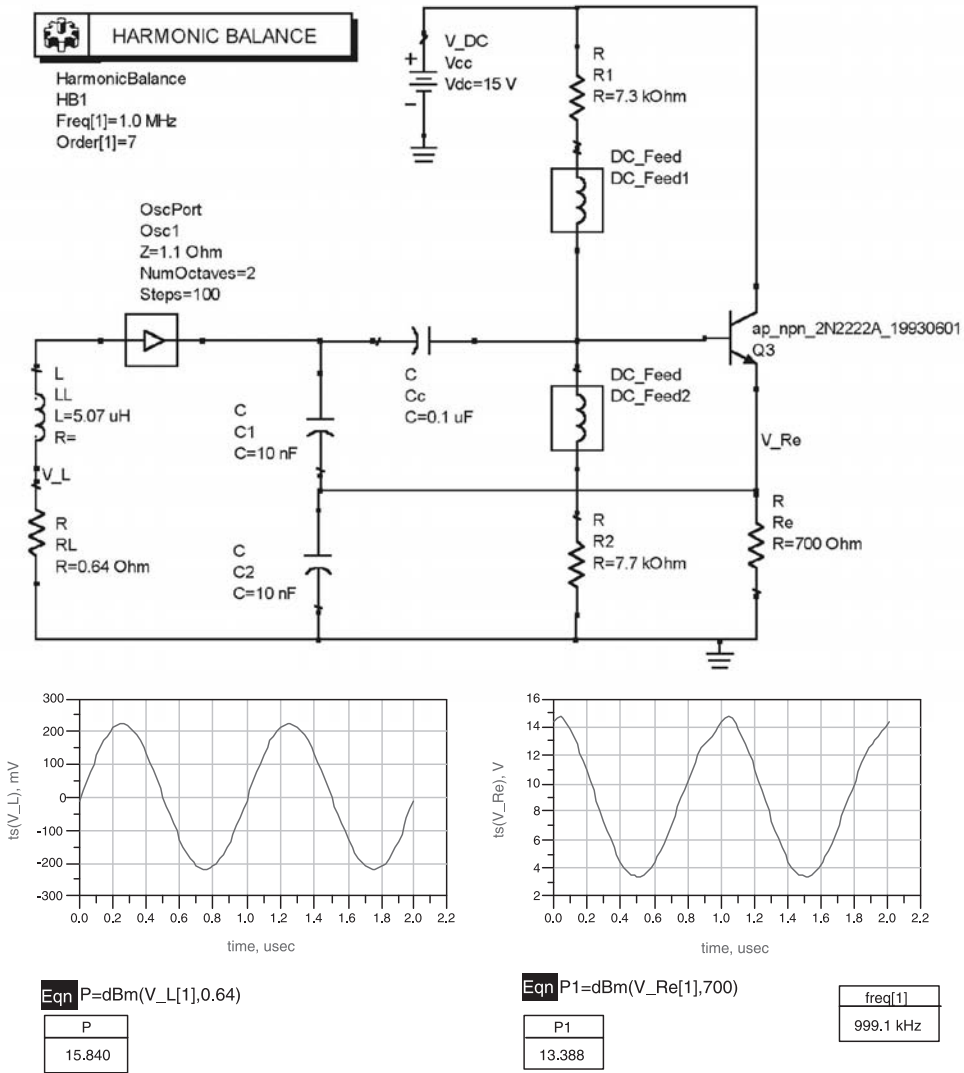 HARMONIC BALANCE
HarmonicBalance
HB1
Freq[1]=1.0 MHz
Order[1]=7
+
-
V_DC
Vcc
Vdc=15 V
R
R1
R=7.3 kOhm
DC_Feed
DC_Feed1
OscPort
Osc1
Z=1.1 Ohm
NumOctaves=2
Steps=100
L
LL
L=5.07 uH
R=
V_L
R
RL
R=0.64 Ohm
C
C1
C=10 nF
C
C2
C=10 nF
C
Cc
C=0.1 uF
DC_Feed
DC_Feed2
R
R2
R=7.7 kOhm
ap_npn_2N2222A_19930601
Q3
V_Re
R
Re
R=700 Ohm
ts(V_L), mV
300
200
100
0
-100
-200
-300
0.0 0.2 0.4 0.6 0.8 1.0 1.2 1.4 1.6 1.8 2.0 2.2
time, usec
ts(V_Re), V
16
14
12
10
8
6
4
2
0.0 0.2 0.4 0.6 0.8 1.0 1.2 1.4 1.6 1.8 2.0 2.2
time, usec
Eqn P=dBm(V_L[1],0.64)
P
15.840
Eqn P1=dBm(V_Re[1],700)
P1
13.388
freq[1]
999.1 kHz